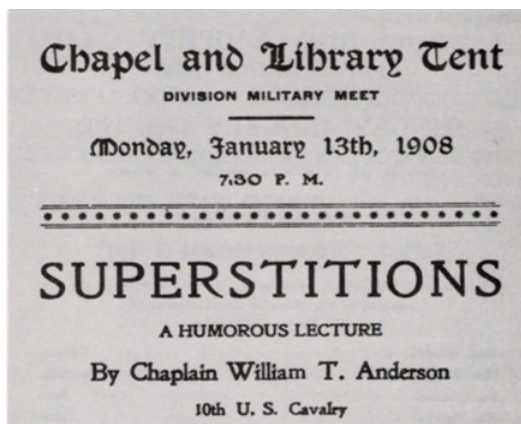 Chapel and Library Tent
DIVISION MILITARY MEET
Monday, January 13th, 1908
7:30 P. M.
SUPERSTITIONS
A HUMOROUS LECTURE
By Chaplain William T. Anderson
10th U. S. Cavalry